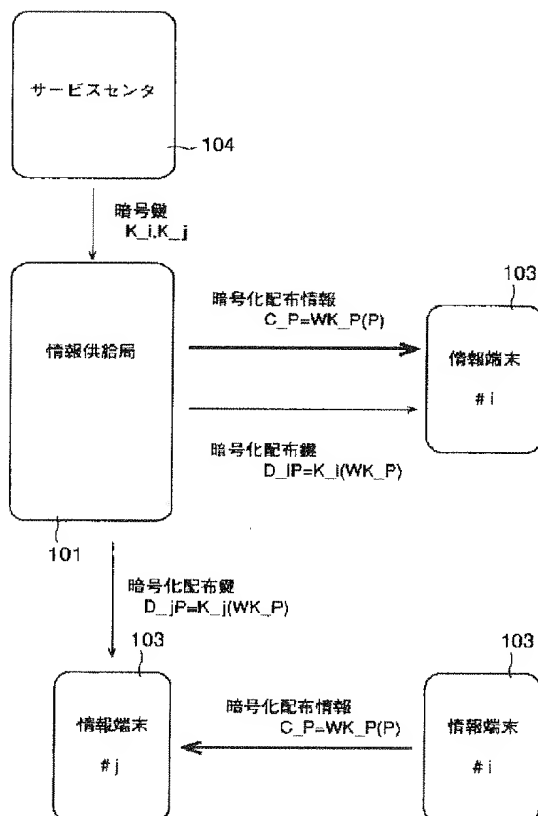 サービスセンタ
104
暗号鍵
K_i,K_j
情報供給局
101
暗号化配布情報
C_P=WK_P(P)
暗号化配布鍵
D_iP=K_i(WK_P)
103
情報端末
#i
暗号化配布鍵
D_jP=K_j(WK_P)
103
情報端末
#j
暗号化配布情報
C_P=WK_P(P)
103
情報端末
#i